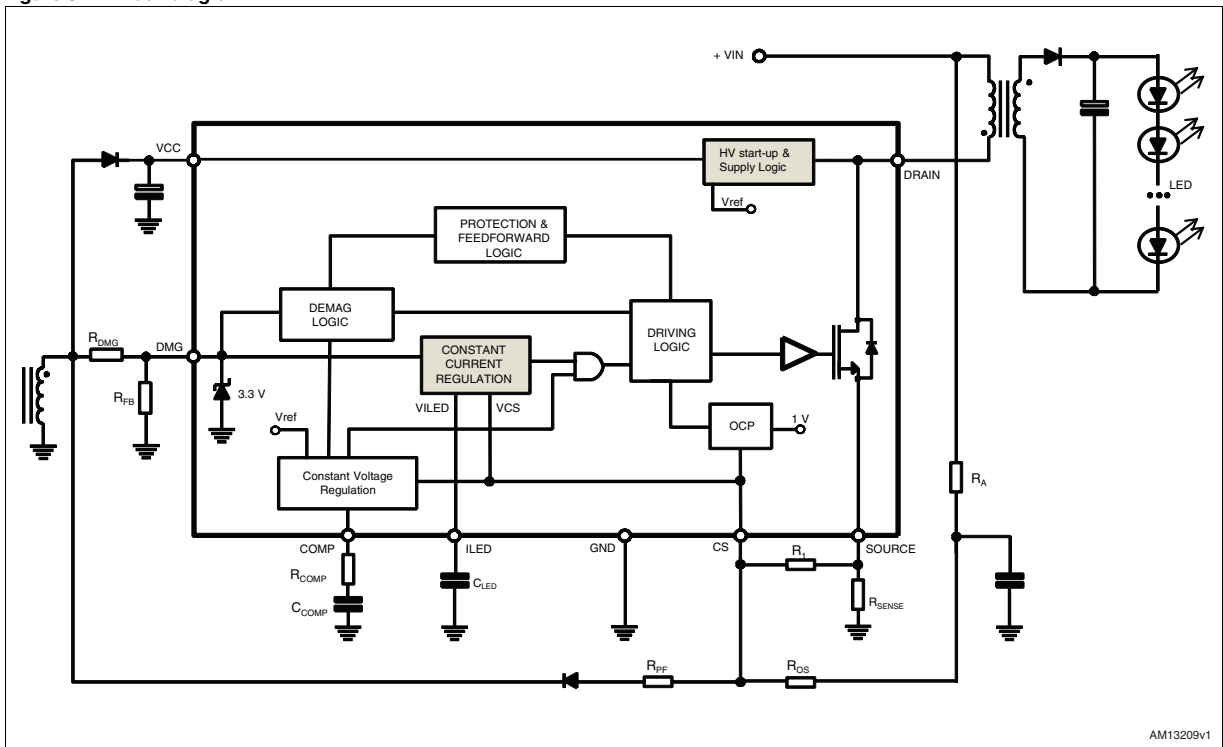 + VIN
VCC
HV start-up &
Supply Logic
DRAIN
Vref
LED
PROTECTION &
FEEDFORWARD
LOGIC
DEMAG
LOGIC
DRIVING
LOGIC
RDMG
DMG
CONSTANT
CURRENT
REGULATION
RFB
3.3 V
VILED
VCS
Vref
OCP
1 V
Constant Voltage
Regulation
RA
COMP
ILED
GND
CS
R1
SOURCE
RCOMP
CLED
CCOMP
RSENSE
RPF
ROS
AM13209v1